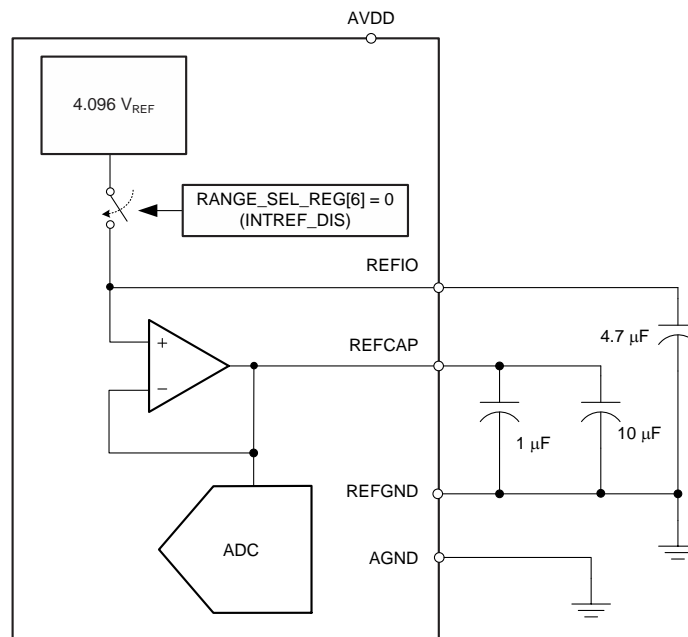 AVDD
4.096 VREF
RANGE_SEL_REG[6] = 0
(INTREF_DIS)
REFIO
4.7 µF
+
REFCAP
−
1 µF
10 µF
REFGND
ADC
AGND